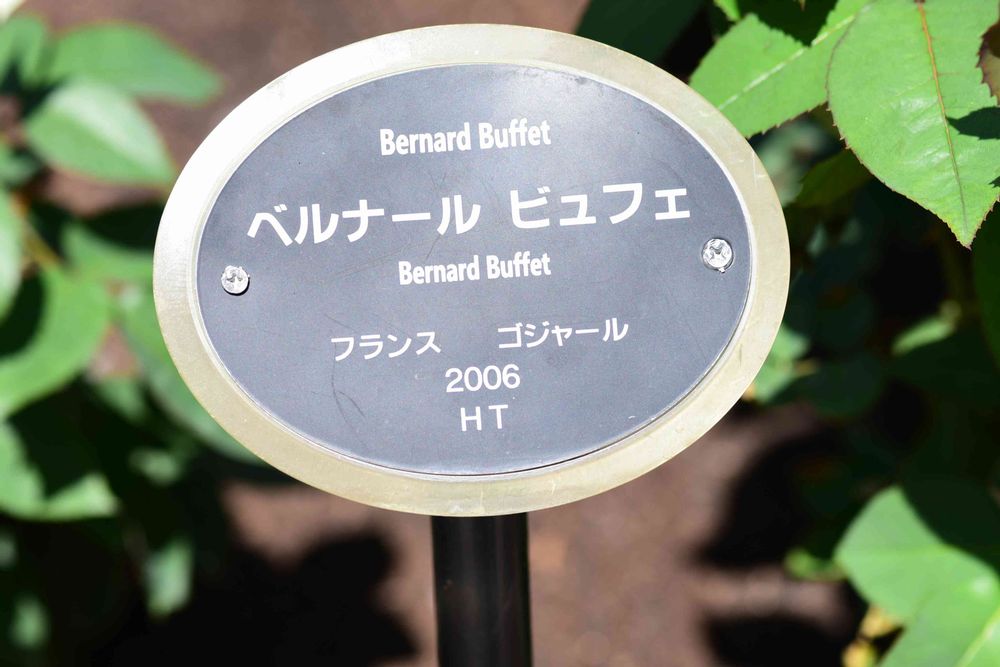 Bernard Buffet
ベルナール ビュフェ
Bernard Buffet
フランス ゴジャール
2006
HT